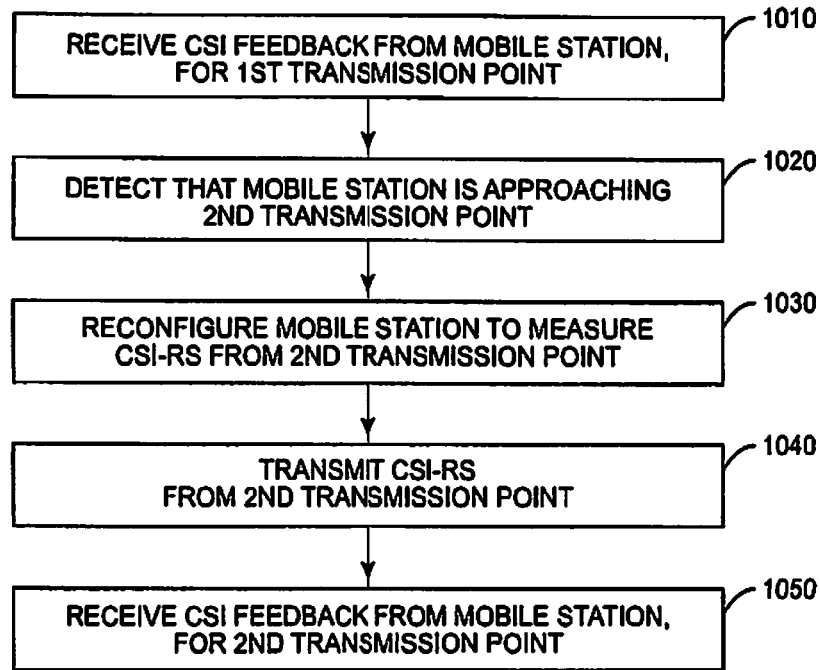 RECEIVE CSI FEEDBACK FROM MOBILE STATION,
FOR 1ST TRANSMISSION POINT
1010
DETECT THAT MOBILE STATION IS APPROACHING
2ND TRANSMISSION POINT
1020
RECONFIGURE MOBILE STATION TO MEASURE
CSI-RS FROM 2ND TRANSMISSION POINT
1030
TRANSMIT CSI-RS
FROM 2ND TRANSMISSION POINT
1040
RECEIVE CSI FEEDBACK FROM MOBILE STATION,
FOR 2ND TRANSMISSION POINT
1050